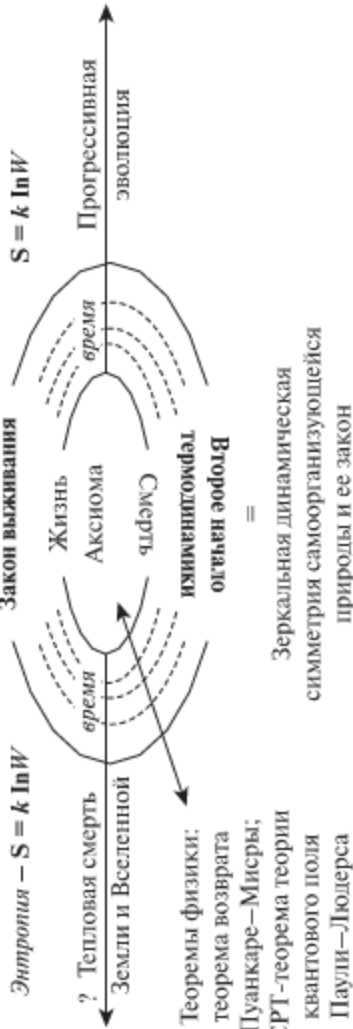 Закон выживания
Энтропия – S = k lnW
S = k lnW
? Тепловая смерть
Земли и Вселенной
время
Жизнь
Аксиома
Смерть
время
Прогрессивная
эволюция
Второе начало
термодинамики
=
Зеркальная динамическая
симметрия самоорганизующейся
природы и ее закон
Теоремы физики:
теорема возврата
Пуанкаре–Мисры;
СРТ-теорема теории
квантового поля
Паули–Людерса